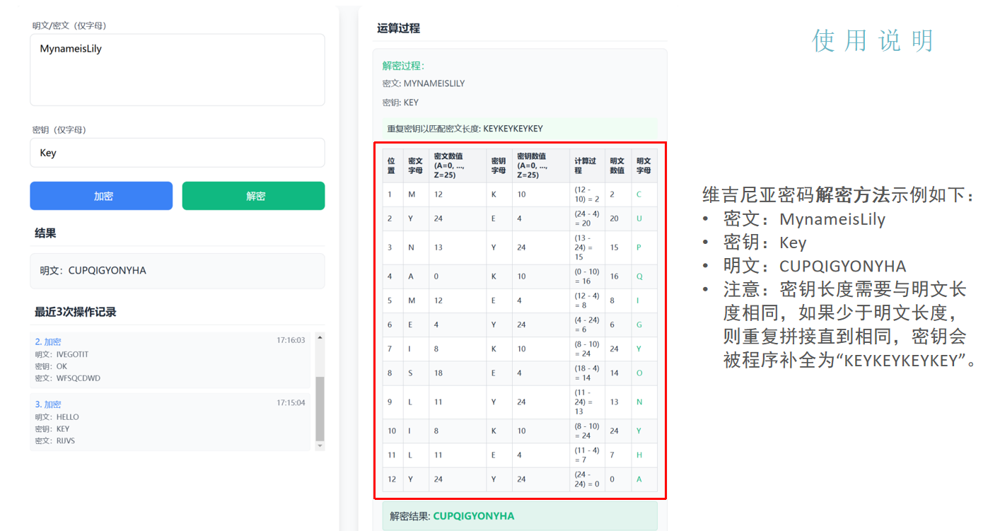 明文/密文（仅字母）
MynameisLily
密钥（仅字母）
Key
加密
解密
结果
明文：CUPQIGYONYHA
最近3次操作记录
2. 加密 17:16:03
明文：IVEGOTIT
密钥：OK
密文：WFSQCDWD
3. 加密 17:15:04
明文：HELLO
密钥：KEY
密文：RIJVS
运算过程
解密过程：
密文: MYNAMEISLILY
密钥: KEY
重复密钥以匹配密文长度: KEYKEYKEYKEY
位置 密文字母 密文数值 (A=0, ..., Z=25) 密钥字母 密钥数值 (A=0, ..., Z=25) 计算过程 明文数值 明文字母
1 M 12 K 10 (12 - 10) = 2 2 C
2 Y 24 E 4 (24 - 4) = 20 20 U
3 N 13 Y 24 (13 - 24) = 15 15 P
4 A 0 K 10 (0 - 10) = 16 16 Q
5 M 12 E 4 (12 - 4) = 8 8 I
6 E 4 Y 24 (4 - 24) = 6 6 G
7 I 8 K 10 (8 - 10) = 24 24 Y
8 S 18 E 4 (18 - 4) = 14 14 O
9 L 11 Y 24 (11 - 24) = 13 13 N
10 I 8 K 10 (8 - 10) = 24 24 Y
11 L 11 E 4 (11 - 4) = 7 7 H
12 Y 24 Y 24 (24 - 24) = 0 0 A
解密结果: CUPQIGYONYHA
使用说明
维吉尼亚密码解密方法示例如下：
• 密文：MynameisLily
• 密钥：Key
• 明文：CUPQIGYONYHA
• 注意：密钥长度需要与明文长
度相同，如果少于明文长度，
则重复拼接直到相同，密钥会
被程序补全为“KEYKEYKEYKEY”。